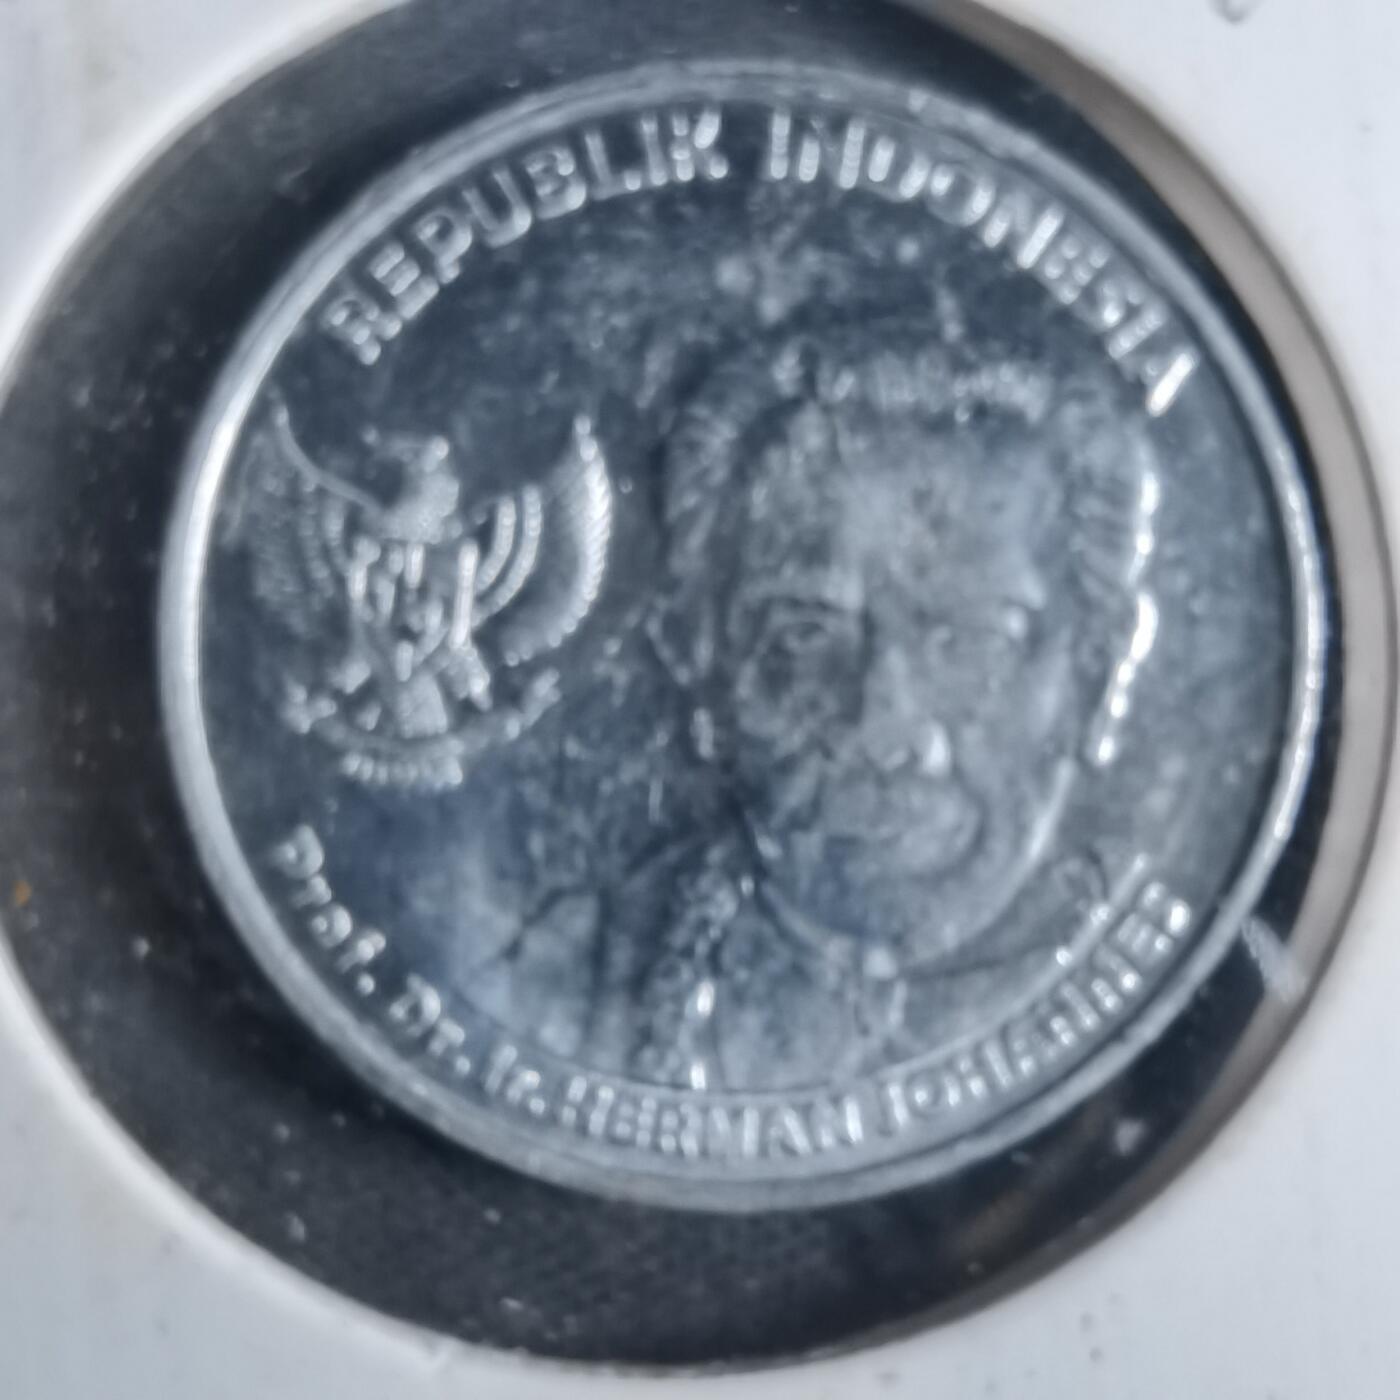 REPUBLIK INDONESIA
Prof. Dr. Ir. HERMAN JOHANNES